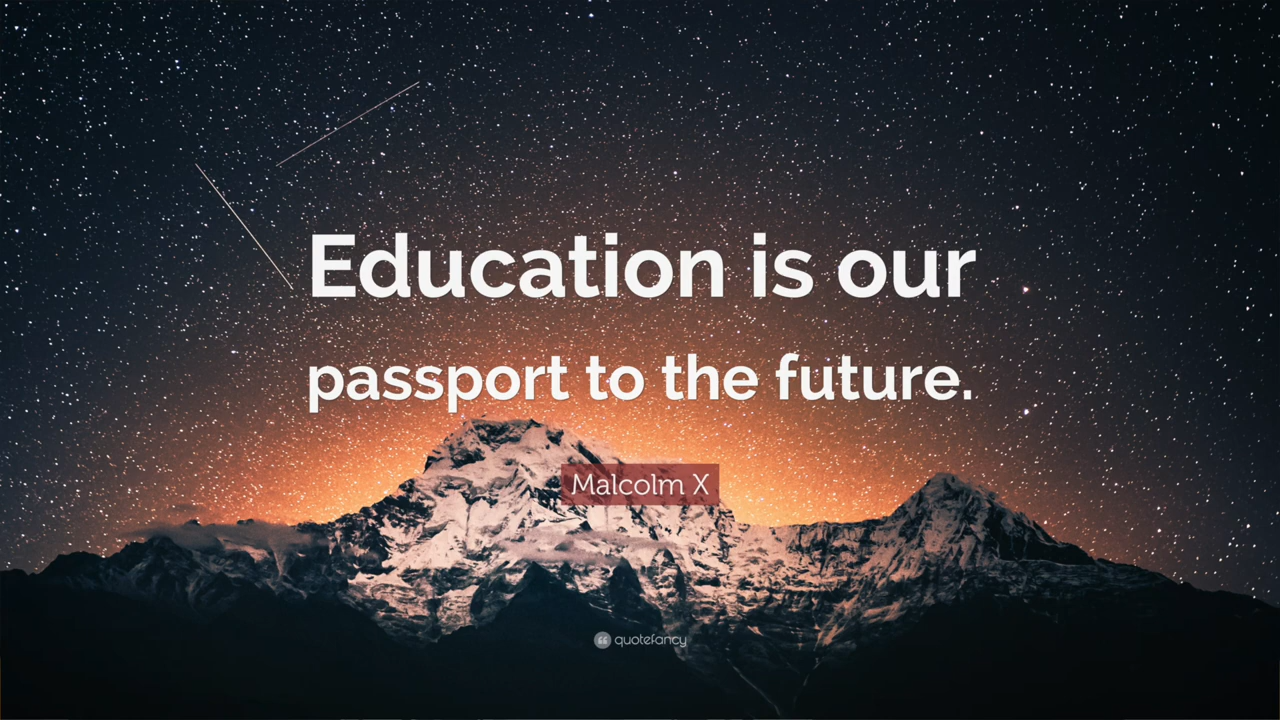 Education is our
passport to the future.
Malcolm X
quotefancy